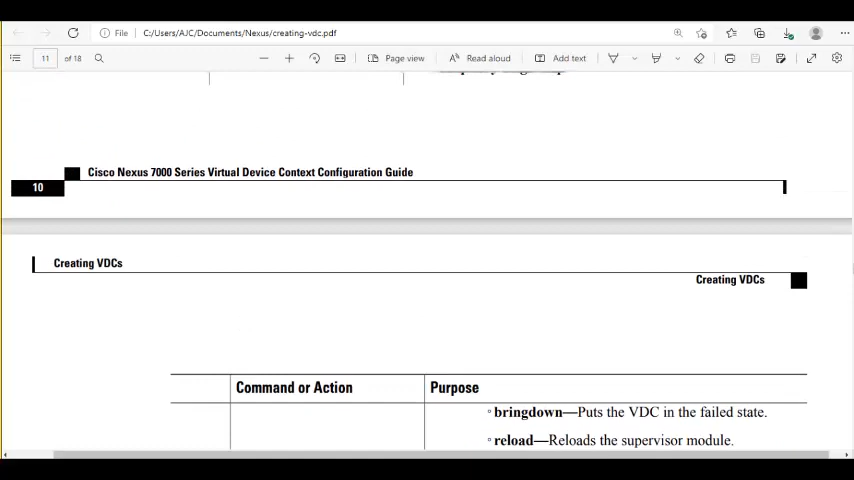 File
C:/Users/AJC/Documents/Nexus/creating-vdc.pdf
11 of 18
Page view
Read aloud
Add text
Cisco Nexus 7000 Series Virtual Device Context Configuration Guide
10
Creating VDCs
Creating VDCs
Command or Action
Purpose
◦ bringdown—Puts the VDC in the failed state.
◦ reload—Reloads the supervisor module.